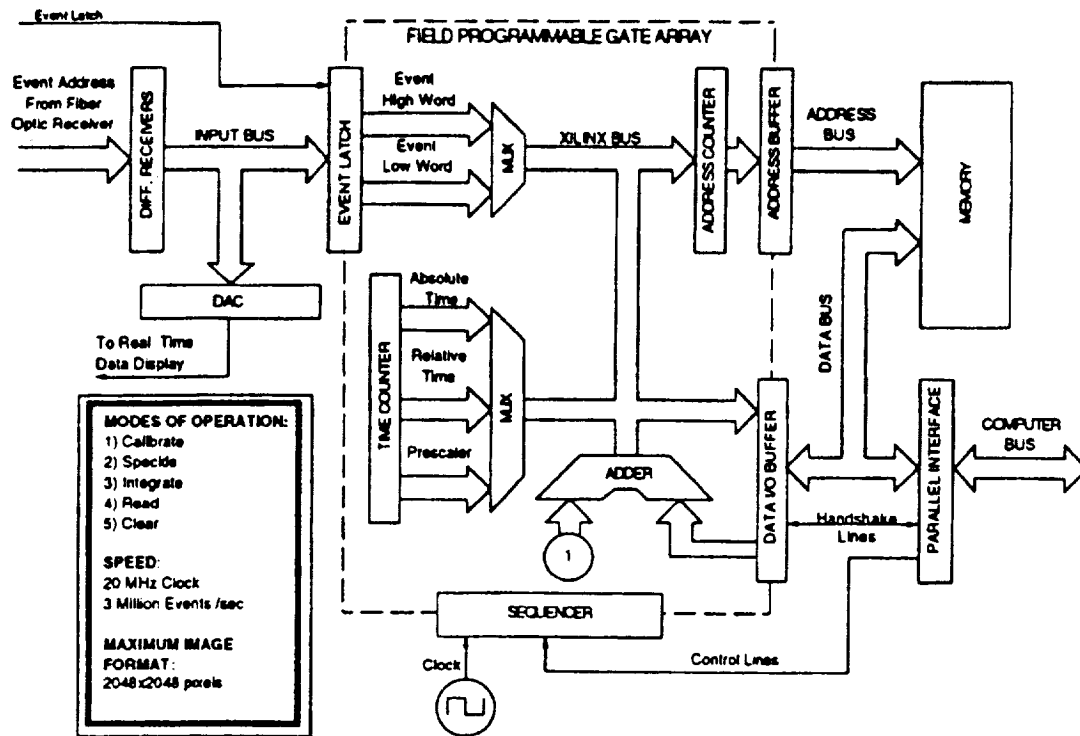 Event Latch
FIELD PROGRAMMABLE GATE ARRAY
Event Address
From Fiber
Optic Receiver
DIFF. RECEIVERS
INPUT BUS
EVENT LATCH
Event
High Word
Event
Low Word
MUX
XILINX BUS
ADDRESS COUNTER
ADDRESS BUFFER
ADDRESS
BUS
MEMORY
DAC
To Real Time
Data Display
TIME COUNTER
Absolute
Time
Relative
Time
Prescaler
MUX
ADDER
1
DATA I/O BUFFER
DATA BUS
PARALLEL INTERFACE
COMPUTER
BUS
Handshake
Lines
SEQUENCER
Clock
Control Lines
MODES OF OPERATION:
1) Calibrate
2) Speckle
3) Integrate
4) Read
5) Clear
SPEED:
20 MHz Clock
3 Million Events /sec
MAXIMUM IMAGE
FORMAT:
2048x2048 pixels